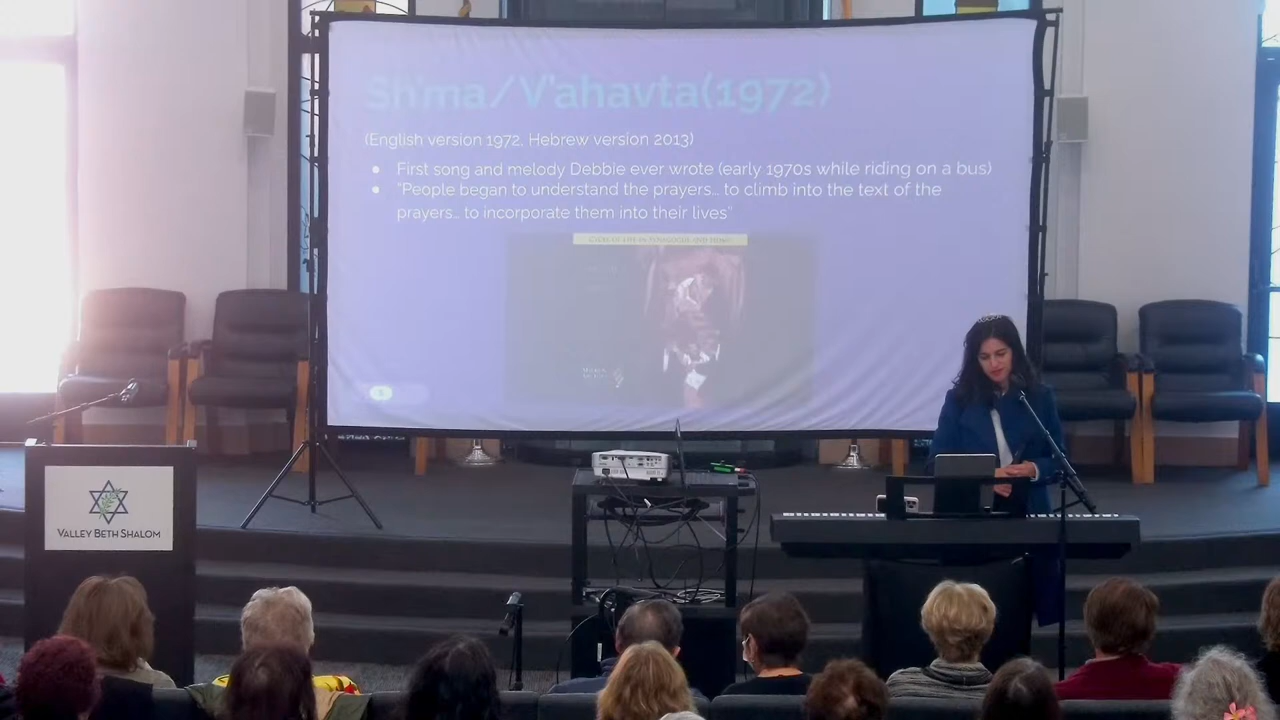 Sh'ma/V'ahavta(1972)
(English version 1972, Hebrew version 2013)
First song and melody Debbie ever wrote (early 1970s while riding on a bus)
"People began to understand the prayers... to climb into the text of the
prayers... to incorporate them into their lives"
VALLEY BETH SHALOM